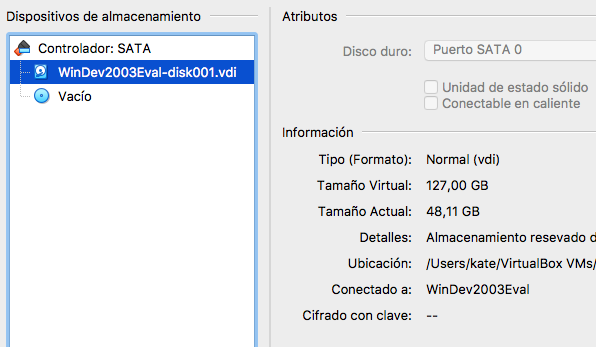 Dispositivos de almacenamiento
Controlador: SATA
WinDev2003Eval-disk001.vdi
Vacío
Atributos
Disco duro: Puerto SATA 0
Unidad de estado sólido
Conectable en caliente
Información
Tipo (Formato): Normal (vdi)
Tamaño Virtual: 127,00 GB
Tamaño Actual: 48,11 GB
Detalles: Almacenamiento resevado d
Ubicación: /Users/kate/VirtualBox VMs/
Conectado a: WinDev2003Eval
Cifrado con clave: --